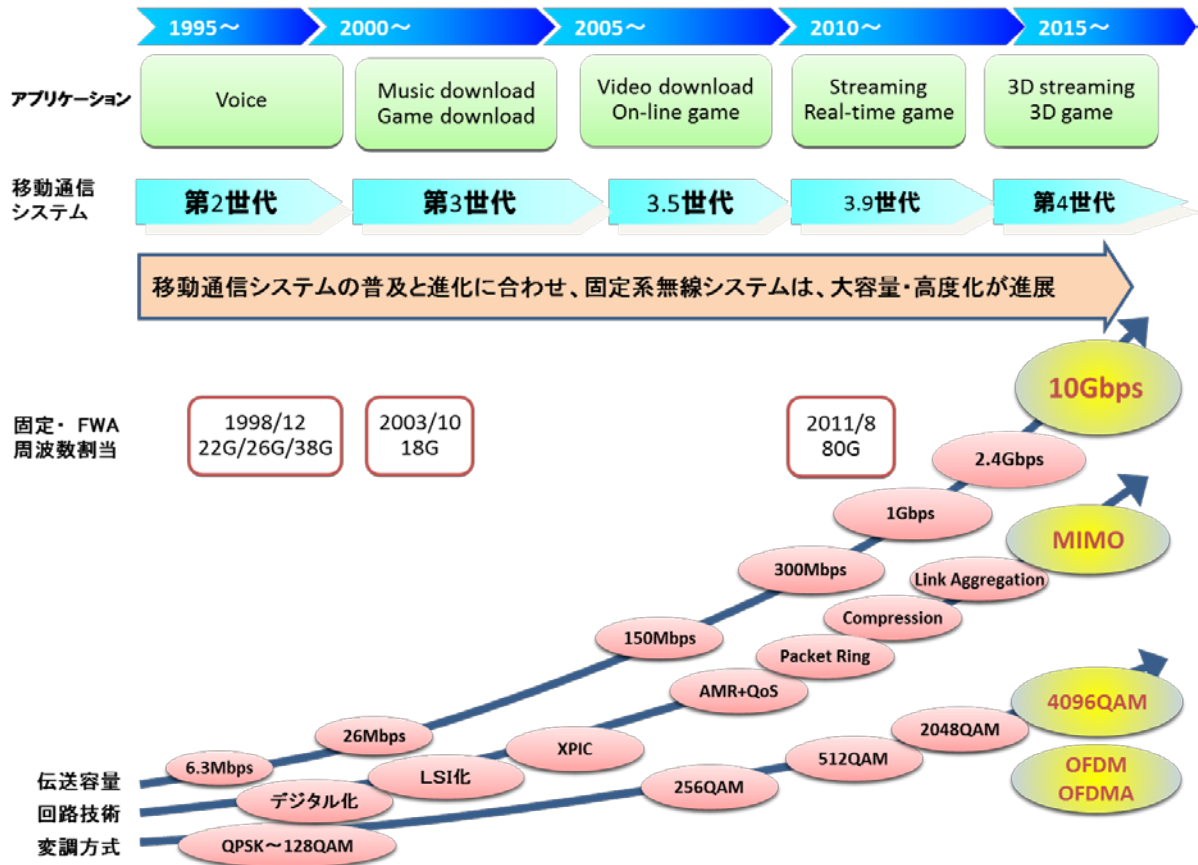 1995～
2000～
2005～
2010～
2015～
アプリケーション
Voice
Music download
Game download
Video download
On-line game
Streaming
Real-time game
3D streaming
3D game
移動通信
システム
第2世代
第3世代
3.5世代
3.9世代
第4世代
移動通信システムの普及と進化に合わせ、固定系無線システムは、大容量・高度化が進展
固定・ FWA
周波数割当
1998/12
22G/26G/38G
2003/10
18G
2011/8
80G
伝送容量
6.3Mbps
26Mbps
150Mbps
300Mbps
1Gbps
2.4Gbps
10Gbps
回路技術
デジタル化
LSI化
XPIC
AMR+QoS
Packet Ring
Compression
Link Aggregation
MIMO
変調方式
QPSK～128QAM
256QAM
512QAM
2048QAM
4096QAM
OFDM
OFDMA